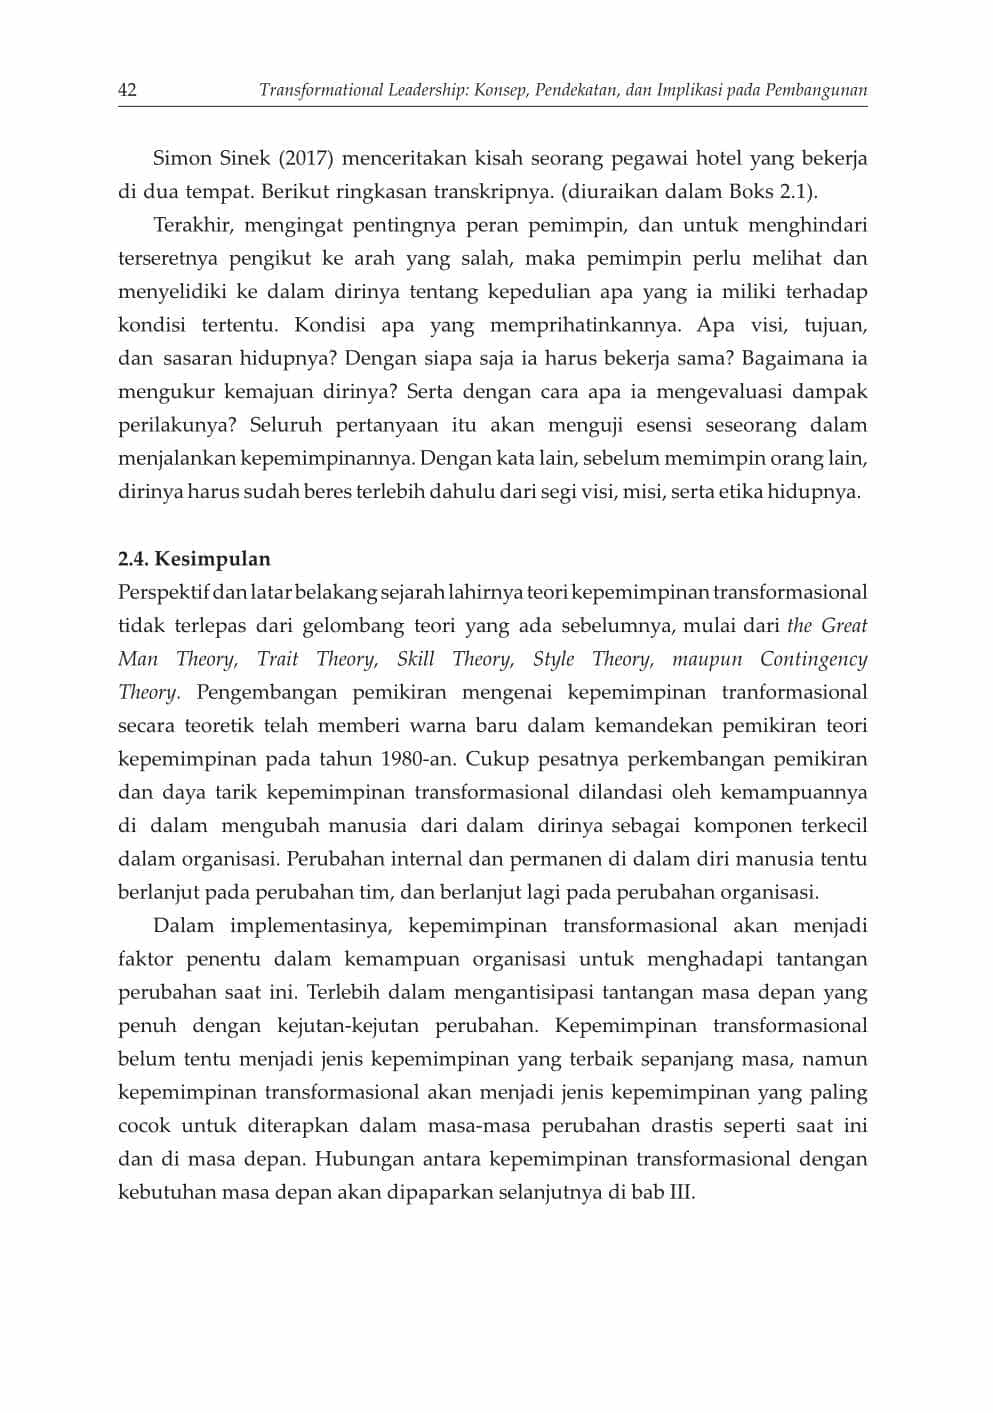 42 Transformational Leadership: Konsep, Pendekatan, dan Implikasi pada Pembangunan
Simon Sinek (2017) menceritakan kisah seorang pegawai hotel yang bekerja
di dua tempat. Berikut ringkasan transkripnya. (diuraikan dalam Boks 2.1).
Terakhir, mengingat pentingnya peran pemimpin, dan untuk menghindari
terseretnya pengikut ke arah yang salah, maka pemimpin perlu melihat dan
menyelidiki ke dalam dirinya tentang kepedulian apa yang ia miliki terhadap
kondisi tertentu. Kondisi apa yang memprihatinkannya. Apa visi, tujuan,
dan sasaran hidupnya? Dengan siapa saja ia harus bekerja sama? Bagaimana ia
mengukur kemajuan dirinya? Serta dengan cara apa ia mengevaluasi dampak
perilakunya? Seluruh pertanyaan itu akan menguji esensi seseorang dalam
menjalankan kepemimpinannya. Dengan kata lain, sebelum memimpin orang lain,
dirinya harus sudah beres terlebih dahulu dari segi visi, misi, serta etika hidupnya.
2.4. Kesimpulan
Perspektif dan latar belakang sejarah lahirnya teori kepemimpinan transformasional
tidak terlepas dari gelombang teori yang ada sebelumnya, mulai dari the Great
Man Theory, Trait Theory, Skill Theory, Style Theory, maupun Contingency
Theory. Pengembangan pemikiran mengenai kepemimpinan tranformasional
secara teoretik telah memberi warna baru dalam kemandekan pemikiran teori
kepemimpinan pada tahun 1980-an. Cukup pesatnya perkembangan pemikiran
dan daya tarik kepemimpinan transformasional dilandasi oleh kemampuannya
di dalam mengubah manusia dari dalam dirinya sebagai komponen terkecil
dalam organisasi. Perubahan internal dan permanen di dalam diri manusia tentu
berlanjut pada perubahan tim, dan berlanjut lagi pada perubahan organisasi.
Dalam implementasinya, kepemimpinan transformasional akan menjadi
faktor penentu dalam kemampuan organisasi untuk menghadapi tantangan
perubahan saat ini. Terlebih dalam mengantisipasi tantangan masa depan yang
penuh dengan kejutan-kejutan perubahan. Kepemimpinan transformasional
belum tentu menjadi jenis kepemimpinan yang terbaik sepanjang masa, namun
kepemimpinan transformasional akan menjadi jenis kepemimpinan yang paling
cocok untuk diterapkan dalam masa-masa perubahan drastis seperti saat ini
dan di masa depan. Hubungan antara kepemimpinan transformasional dengan
kebutuhan masa depan akan dipaparkan selanjutnya di bab III.